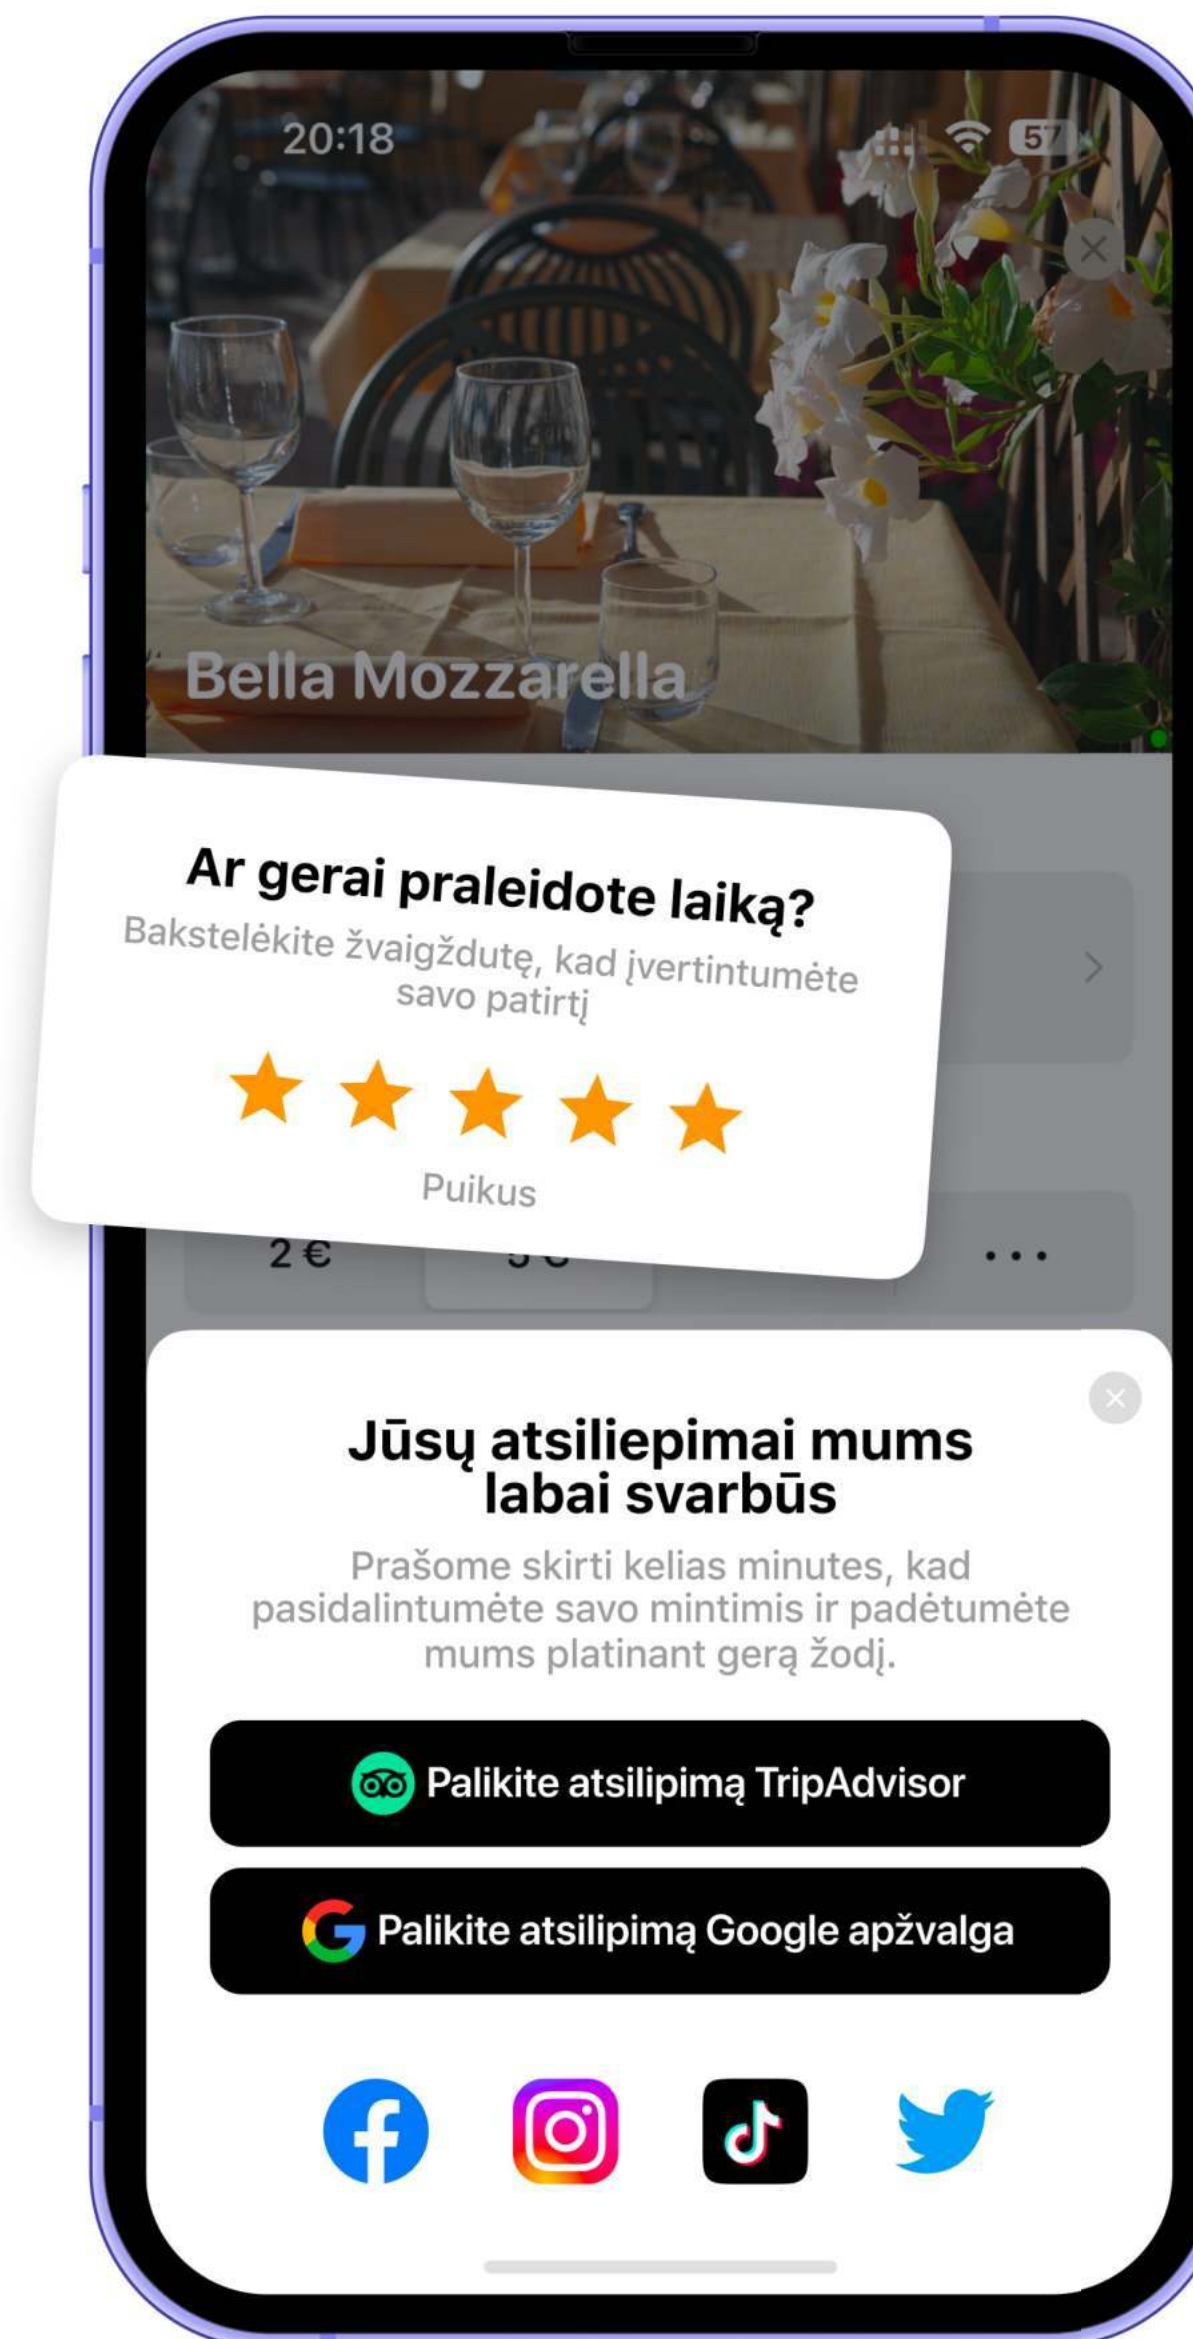 20:18
57
Bella Mozzarella
Ar gerai praleidote laiką?
Bakstelėkite žvaigždutę, kad įvertintumėte
savo patirtį
Puikus
2 €
Jūsų atsiliepimai mums
labai svarbūs
Prašome skirti kelias minutes, kad
pasidalintumėte savo mintimis ir padėtumėte
mums platinant gerą žodį.
Palikite atsilipimą TripAdvisor
Palikite atsilipimą Google apžvalga